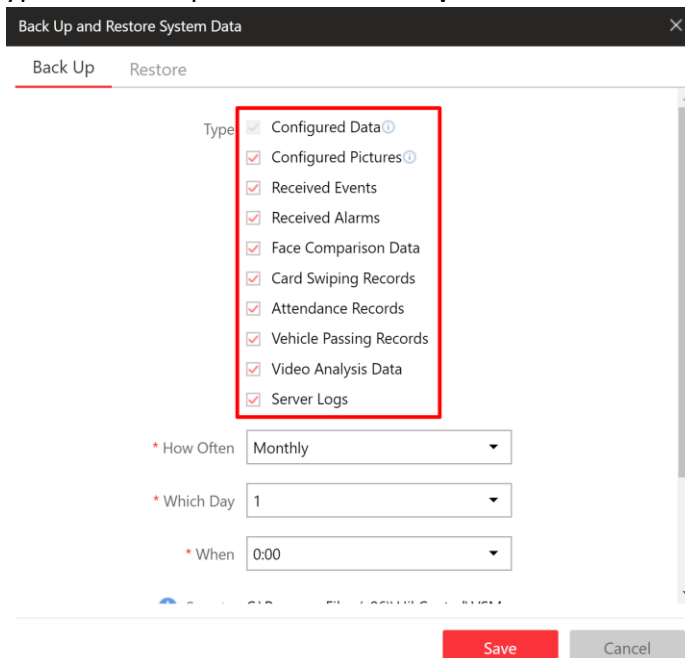 Back Up and Restore System Data
Back Up Restore
Type Configured Data
Configured Pictures
Received Events
Received Alarms
Face Comparison Data
Card Swiping Records
Attendance Records
Vehicle Passing Records
Video Analysis Data
Server Logs
* How Often Monthly
* Which Day 1
* When 0:00
Save Cancel